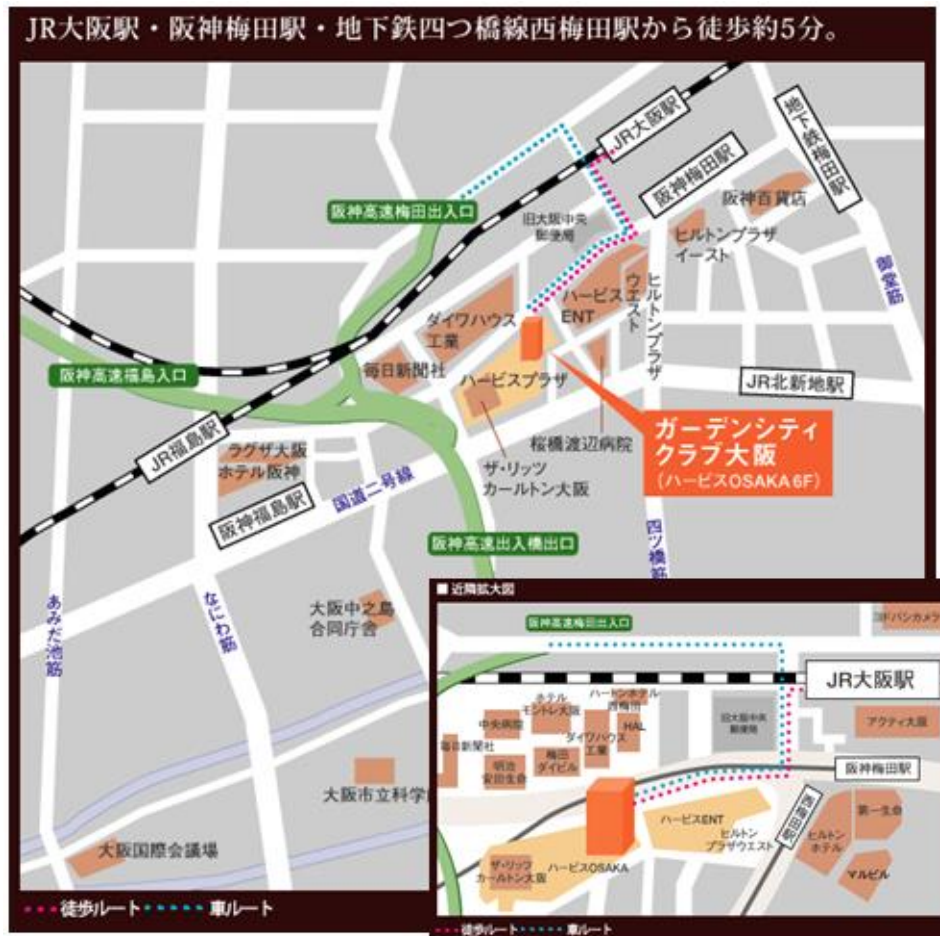 JR大阪駅・阪神梅田駅・地下鉄四つ橋線西梅田駅から徒歩約5分。
JR大阪駅
地下鉄梅田駅
阪神梅田駅
阪神百貨店
阪神高速梅田出入口
旧大阪中央
郵便局
ヒルトンプラザ
イースト
御堂筋
ハービス
ENT
ヒルトンプラザ
ウエスト
ダイワハウス
工業
毎日新聞社
阪神高速福島入口
ハービスプラザ
JR北新地駅
JR福島駅
ラグザ大阪
ホテル阪神
桜橋渡辺病院
ザ・リッツ
カールトン大阪
ガーデンシティ
クラブ大阪
(ハービスOSAKA 6F)
阪神福島駅
国道二号線
阪神高速出入橋出口
四ツ橋筋
あみだ池筋
なにわ筋
大阪中之島
合同庁舎
大阪市立科学
大阪国際会議場
徒歩ルート
車ルート
■ 近隣拡大図
阪神高速梅田出入口
ヨドバシカメラ
JR大阪駅
ホテル
モントレ大阪
ハートンホテル
西梅田
中央病院
HAL
ダイワハウス
工業
旧大阪中央
郵便局
アクティ大阪
毎日新聞社
明治
安田生命
梅田
ダイビル
阪神梅田駅
西梅田駅
第一生命
ハービスENT
ヒルトン
プラザウエスト
ヒルトン
ホテル
マルビル
ザ・リッツ
カールトン大阪
ハービスOSAKA
徒歩ルート
車ルート